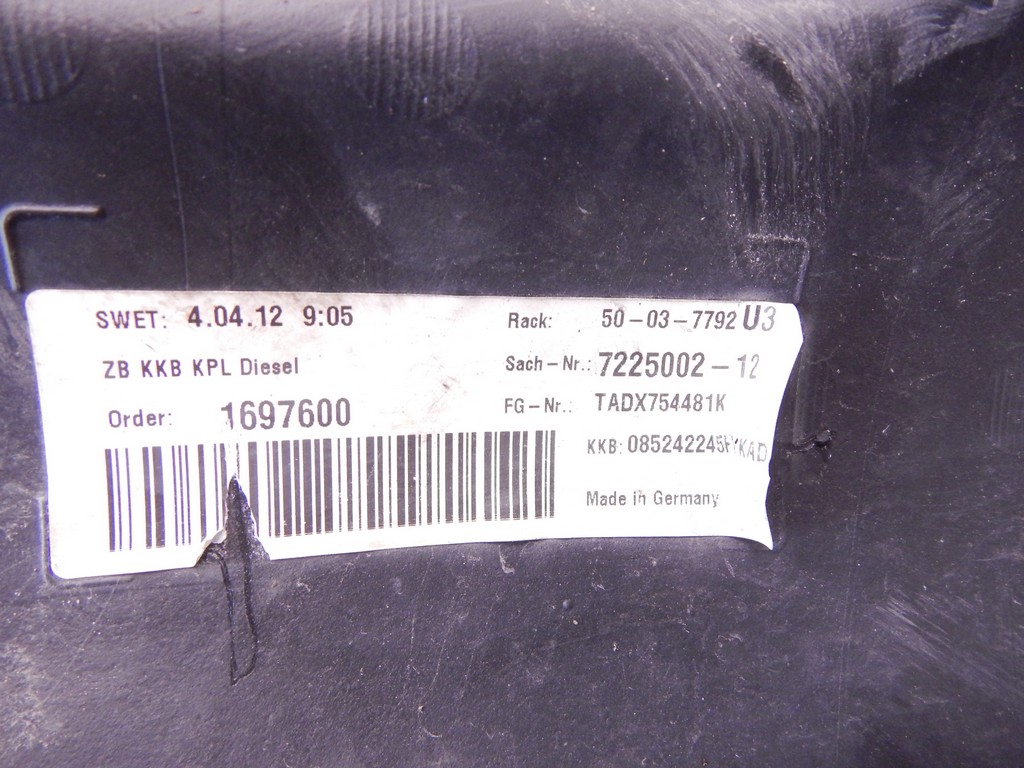 SWET: 4.04.12 9:05
Rack: 50-03-7792 U3
ZB KKB KPL Diesel
Sach-Nr.: 7225002-12
Order: 1697600
FG-Nr.: TADX754481K
KKB: 085242245HYKAD
Made in Germany